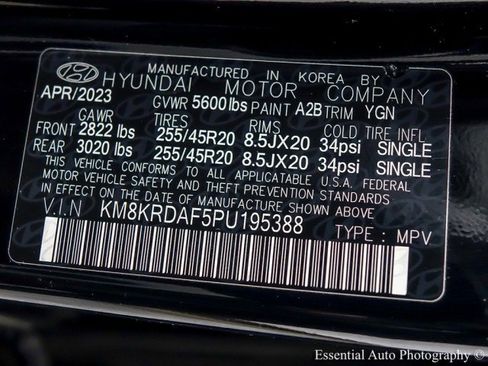 MANUFACTURED IN KOREA BY
HYUNDAI MOTOR COMPANY
APR/2023 GVWR 5600 lbs PAINT A2B TRIM YGN
GAWR TIRES RIMS COLD TIRE INFL.
FRONT 2822 lbs 255/45R20 8.5JX20 34psi SINGLE
REAR 3020 lbs 255/45R20 8.5JX20 34psi SINGLE
THIS VEHICLE CONFORMS TO ALL APPLICABLE U.S.A. FEDERAL
MOTOR VEHICLE SAFETY AND THEFT PREVENTION STANDARDS
IN EFFECT ON THE DATE OF MANUFACTURE SHOWN ABOVE.
V.I.N KM8KRDAF5PU195388
TYPE : MPV
Essential Auto Photography ©